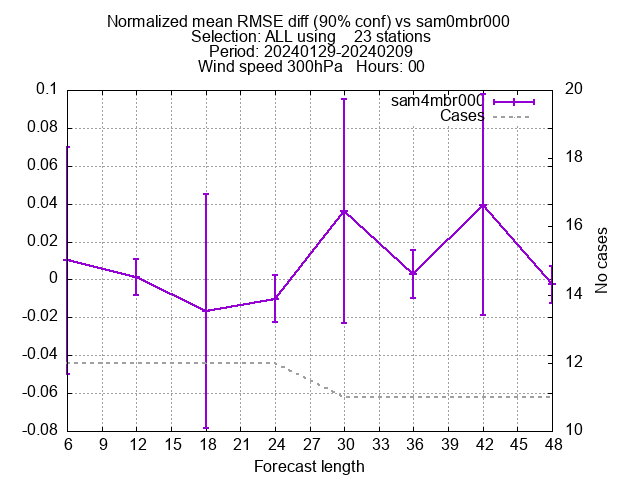 Normalized mean RMSE diff (90% conf) vs sam0mbr000
Selection: ALL using    23 stations
Period: 20240129-20240209
Wind speed 300hPa   Hours: 00
sam4mbr000
Cases
0.1
0.08
0.06
0.04
0.02
0
-0.02
-0.04
-0.06
-0.08
20
18
16
14
12
10
No cases
6 9 12 15 18 21 24 27 30 33 36 39 42 45 48
Forecast length